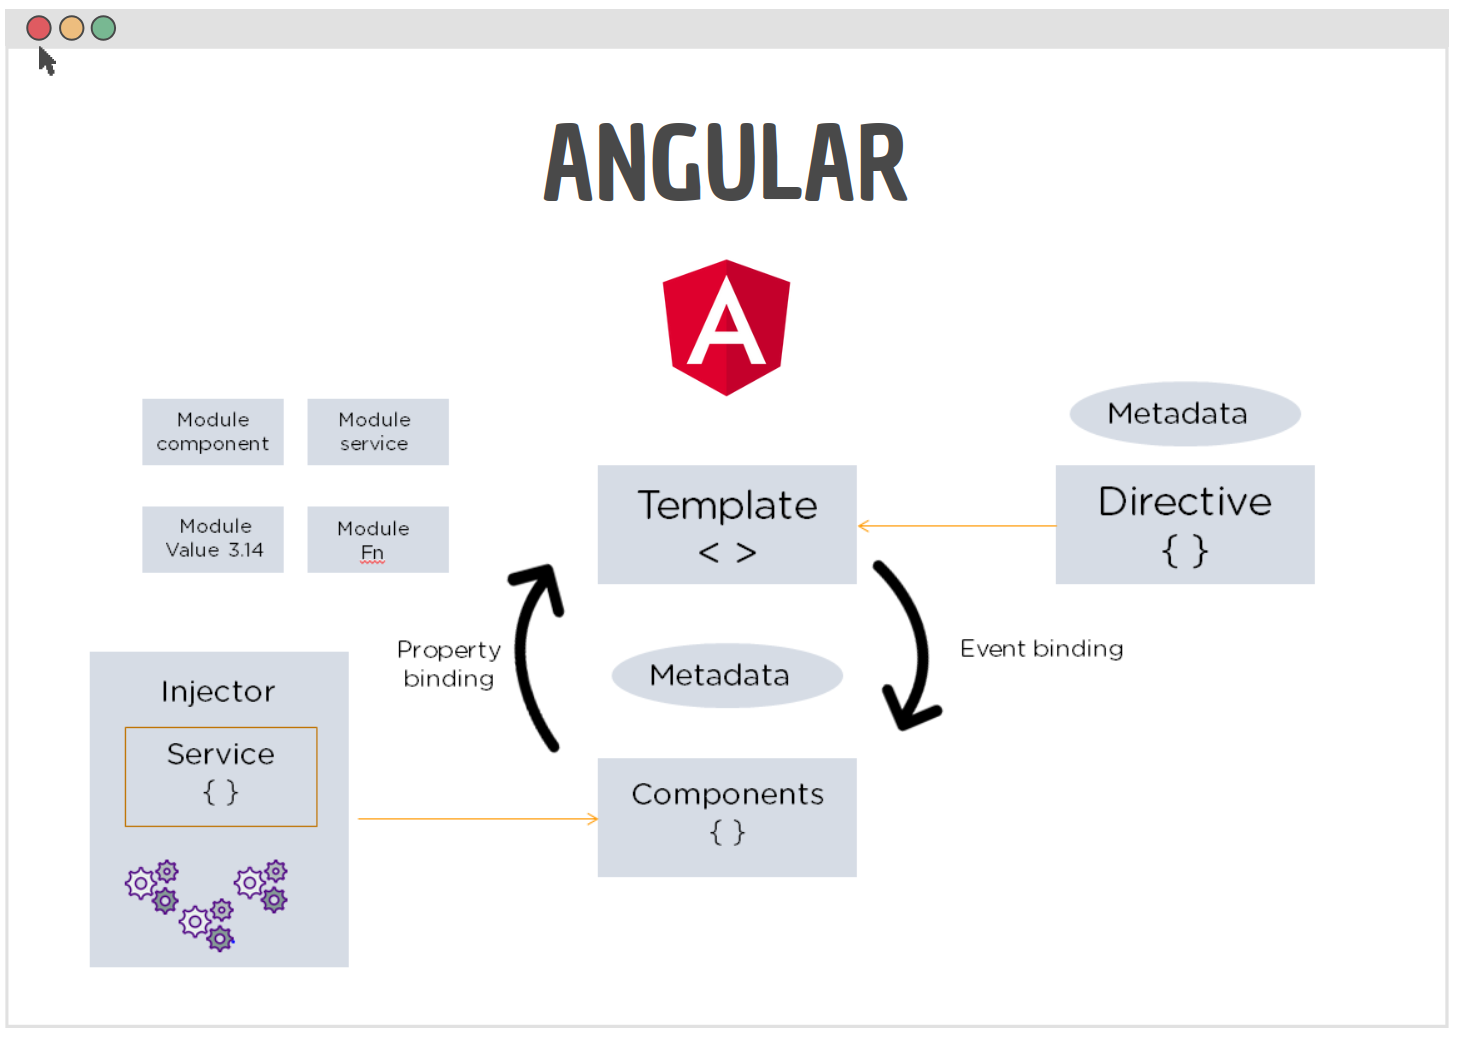 ANGULAR
A
Module
component
Module
service
Module
Value 3.14
Module
Fn
Metadata
Template
< >
Directive
{ }
Property
binding
Metadata
Event binding
Injector
Service
{ }
Components
{ }